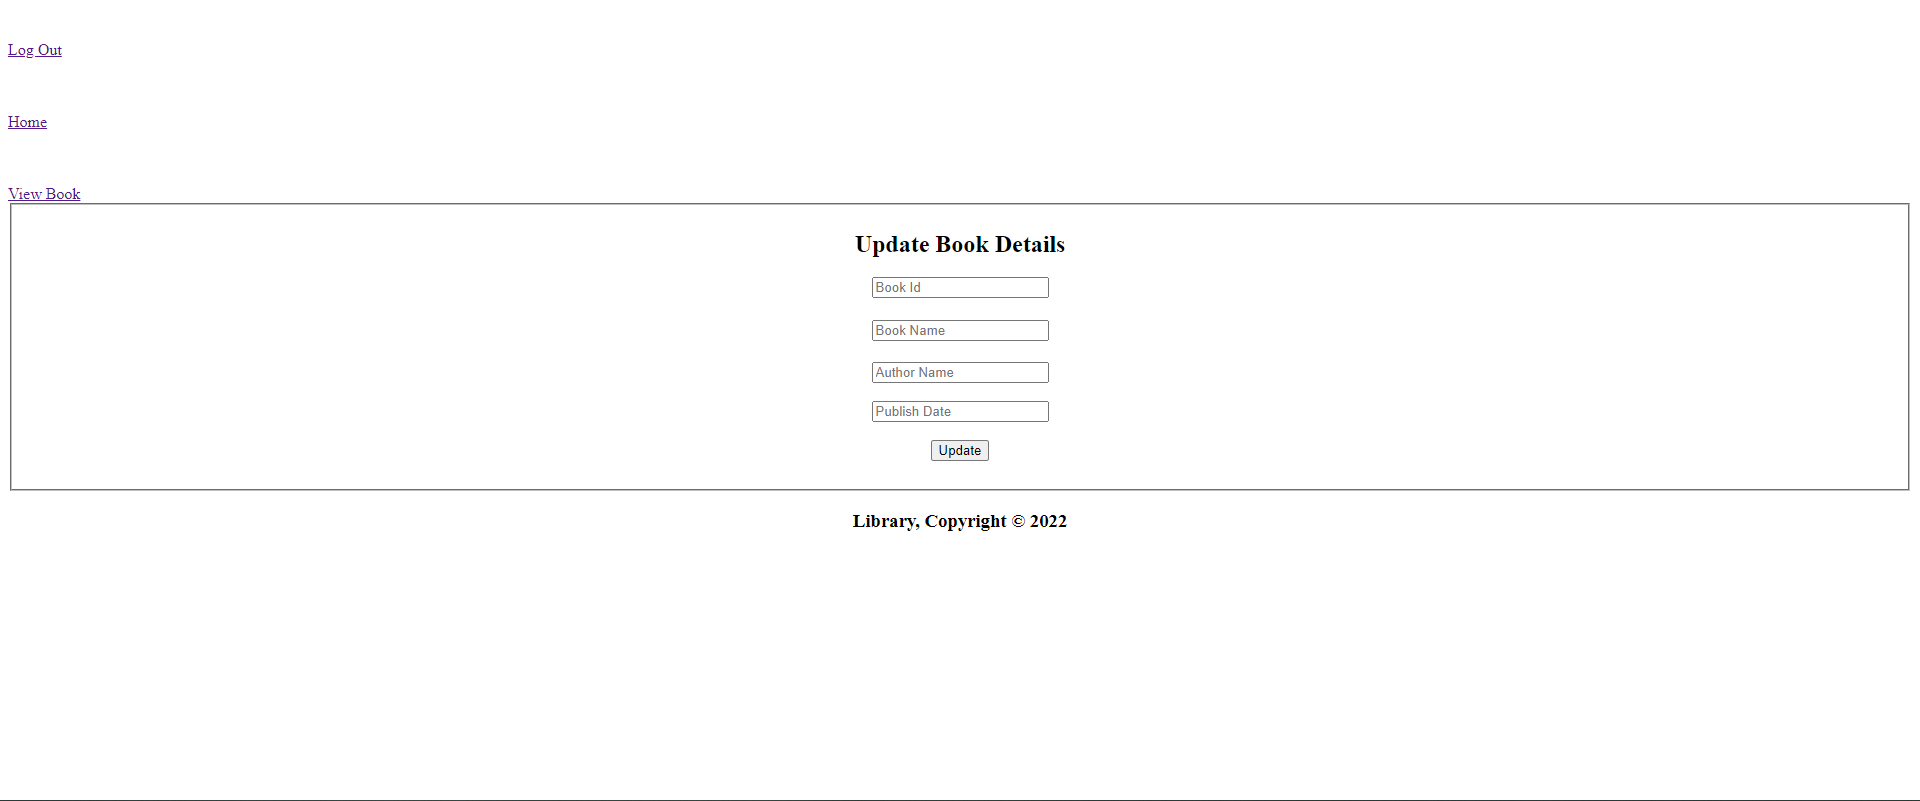 Log Out
Home
View Book
Update Book Details
Book Id
Book Name
Author Name
Publish Date
Update
Library, Copyright © 2022